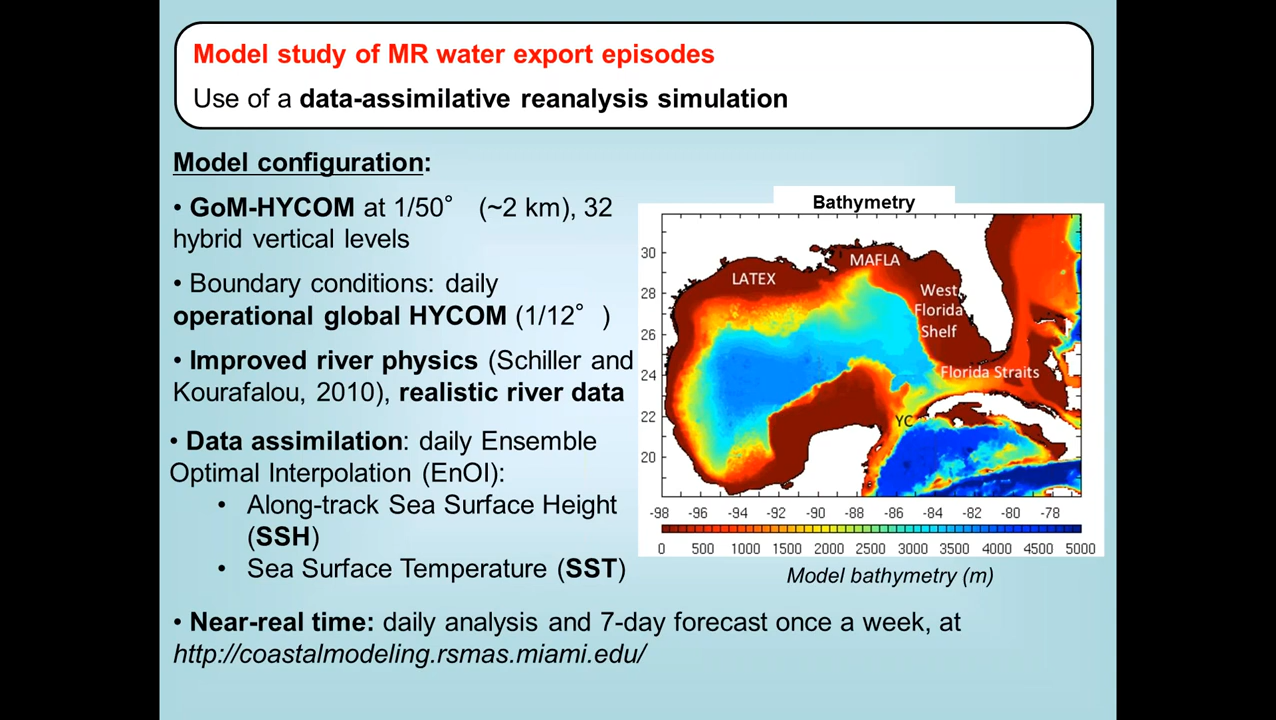 Model study of MR water export episodes
Use of a data-assimilative reanalysis simulation
Model configuration:
• GoM-HYCOM at 1/50° (~2 km), 32
hybrid vertical levels
• Boundary conditions: daily
operational global HYCOM (1/12° )
• Improved river physics (Schiller and
Kourafalou, 2010), realistic river data
• Data assimilation: daily Ensemble
Optimal Interpolation (EnOI):
• Along-track Sea Surface Height
(SSH)
• Sea Surface Temperature (SST)
• Near-real time: daily analysis and 7-day forecast once a week, at
http://coastalmodeling.rsmas.miami.edu/
Bathymetry
30
28
26
24
22
20
LATEX
MAFLA
West
Florida
Shelf
Florida Straits
YC
-98 -96 -94 -92 -90 -88 -86 -84 -82 -80 -78
0 500 1000 1500 2000 2500 3000 3500 4000 4500 5000
Model bathymetry (m)